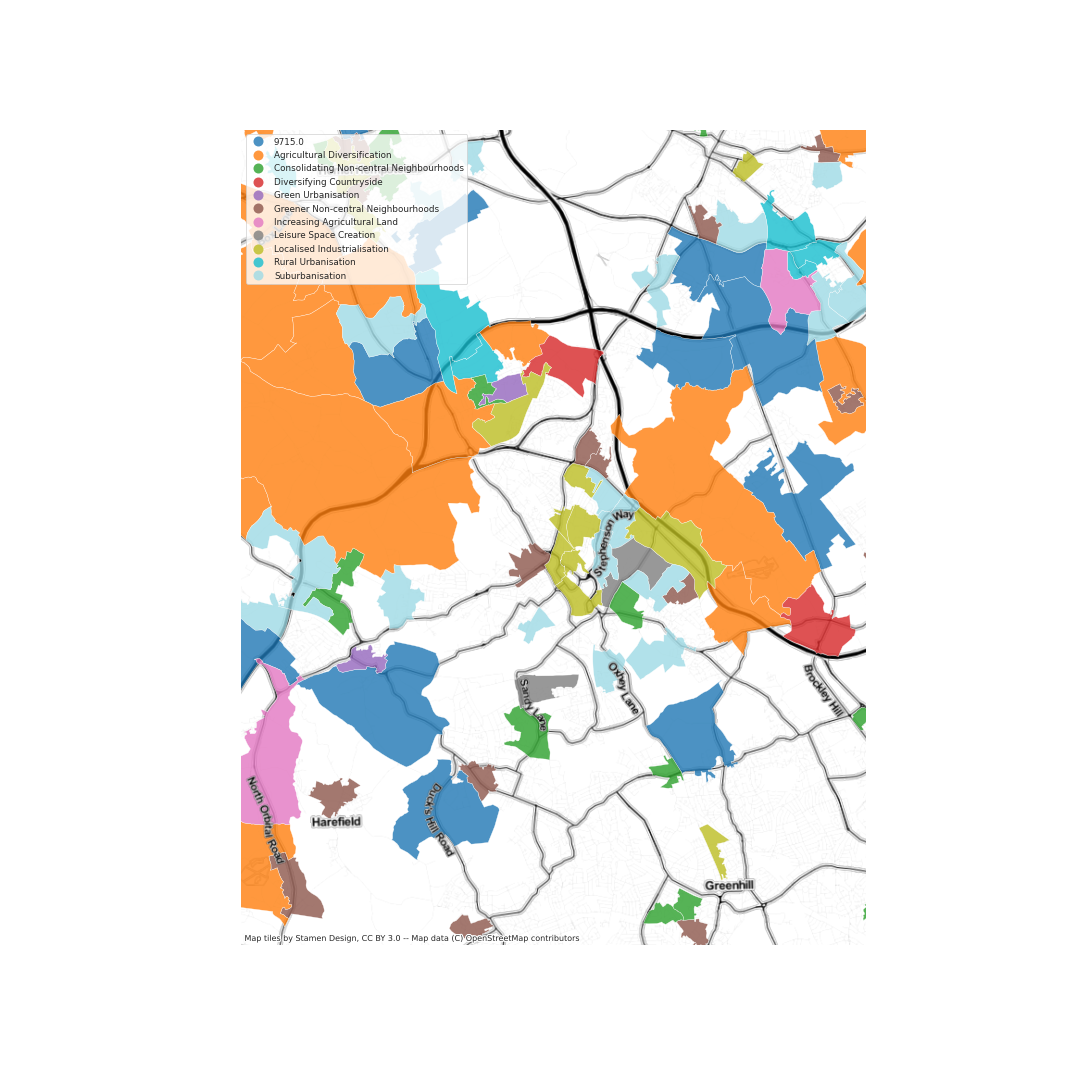 9715.0
Agricultural Diversification
Consolidating Non-central Neighbourhoods
Diversifying Countryside
Green Urbanisation
Greener Non-central Neighbourhoods
Increasing Agricultural Land
Leisure Space Creation
Localised Industrialisation
Rural Urbanisation
Suburbanisation
Stephenson Way
Oxhey Lane
Sandy Lane
Brockley Hill
North Orbital Road
Harefield
Ducks Hill Road
Greenhill
Map tiles by Stamen Design, CC BY 3.0 -- Map data (C) OpenStreetMap contributors